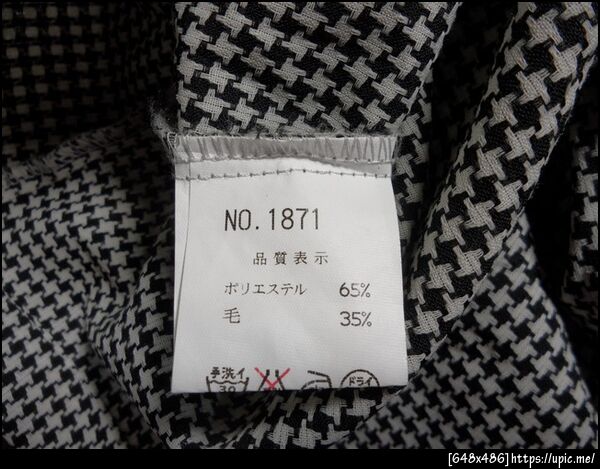 NO.1871
品質表示
ポリエステル 65%
毛 35%
手洗イ 30 ドライ
[648x486]https://upic.me/